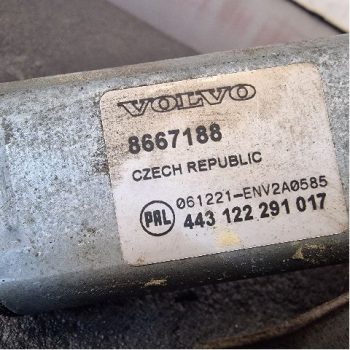 VOLVO
8667188
CZECH REPUBLIC
061221-ENV2A0585
PAL 443 122 291 017